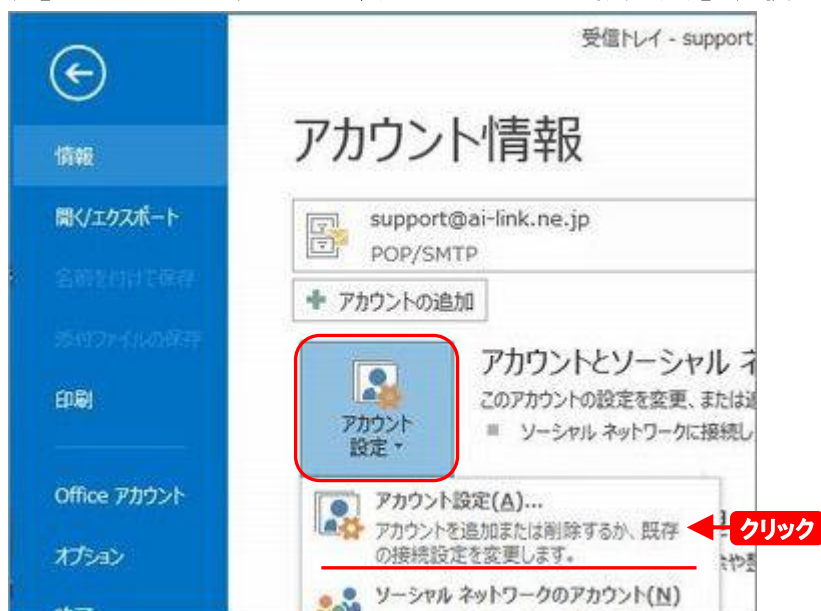 受信トレイ - support
アカウント情報
情報
開く/エクスポート
名前を付けて保存
添付ファイルの保存
印刷
Office アカウント
オプション
support@ai-link.ne.jp
POP/SMTP
アカウントの追加
アカウント
設定
アカウントとソーシャル ネ
このアカウントの設定を変更、または追
ソーシャル ネットワークに接続し
アカウント設定(A)...
アカウントを追加または削除するか、既存
の接続設定を変更します。
クリック
ソーシャル ネットワークのアカウント(N)